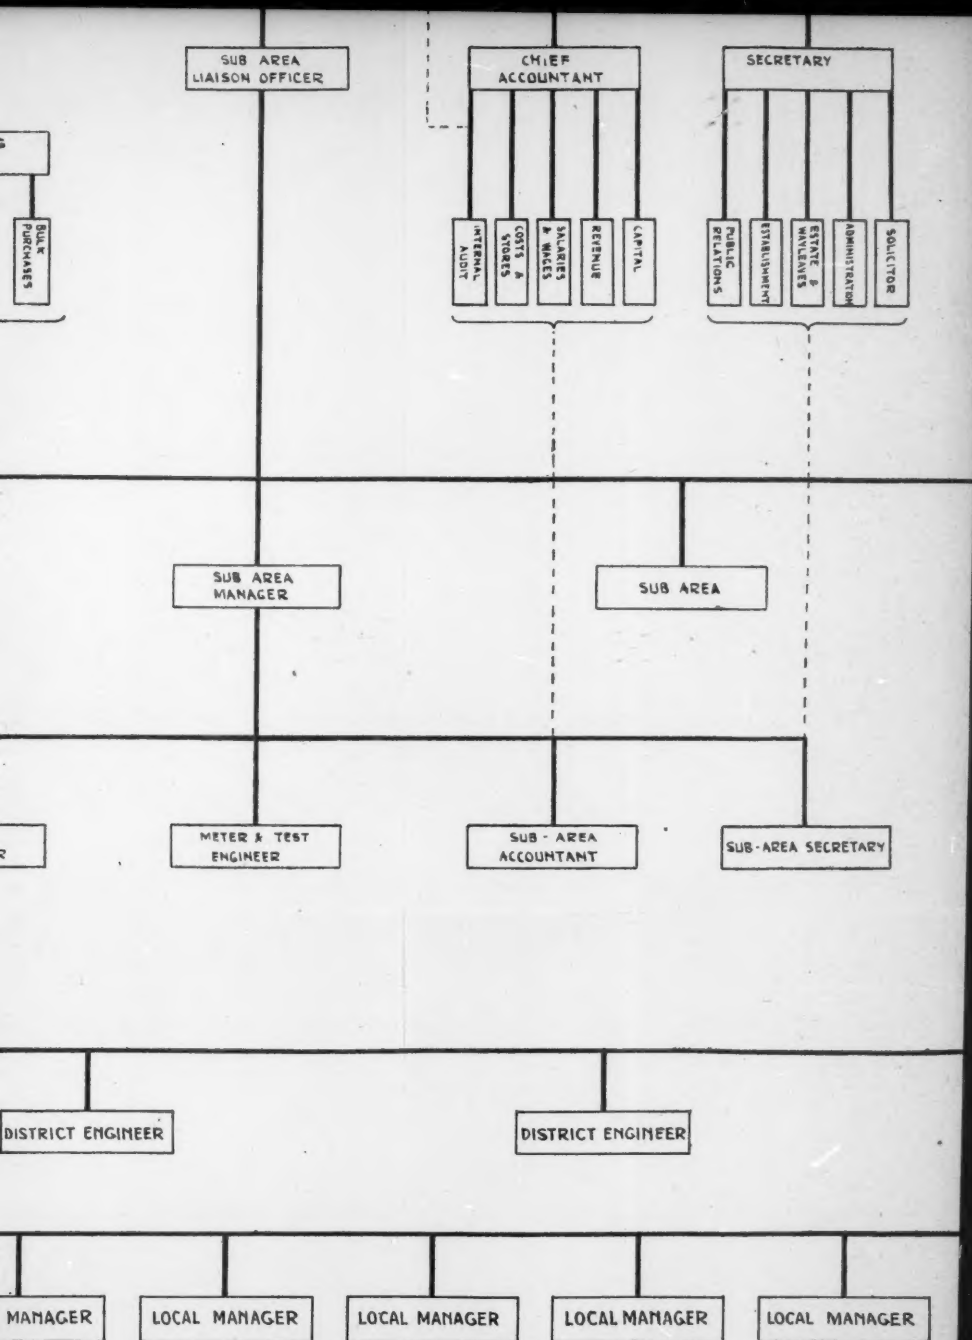 SUB AREA
LIAISON OFFICER
CHIEF
ACCOUNTANT
SECRETARY
S
BULK
PURCHASES
INTERNAL
AUDIT
COSTS &
STORES
SALARIES
& WAGES
REVENUE
CAPITAL
PUBLIC
RELATIONS
ESTABLISHMENT
ESTATE &
WAYLEAVES
ADMINISTRATION
SOLICITOR
SUB AREA
MANAGER
SUB AREA
R
METER & TEST
ENGINEER
SUB - AREA
ACCOUNTANT
SUB-AREA SECRETARY
DISTRICT ENGINEER
DISTRICT ENGINEER
MANAGER
LOCAL MANAGER
LOCAL MANAGER
LOCAL MANAGER
LOCAL MANAGER